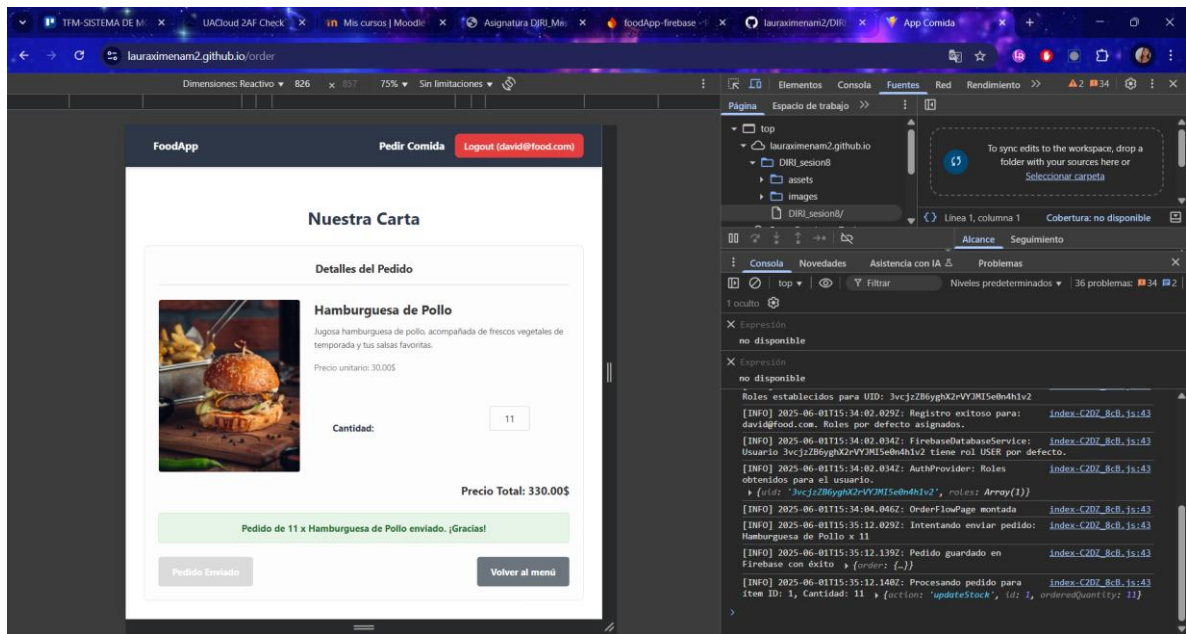 TFM-SISTEMA DE M
UACloud 2AF Check
Mis cursos | Moodle
Asignatura DIRI_Más
foodApp-firebase
lauraximenam2/DIRI
App Comida
lauraximenam2.github.io/order
Dimensiones: Reactivo 826 x 857 75% Sin limitaciones
FoodApp
Pedir Comida
Logout (david@food.com)
Nuestra Carta
Detalles del Pedido
Hamburguesa de Pollo
Jugosa hamburguesa de pollo, acompañada de frescos vegetales de
temporada y tus salsas favoritas.
Precio unitario: 30.00$
Cantidad: 11
Precio Total: 330.00$
Pedido de 11 x Hamburguesa de Pollo enviado. ¡Gracias!
Pedido Enviado
Volver al menú
Elementos Consola Fuentes Red Rendimiento 2 34
Página Espacio de trabajo
top
lauraximenam2.github.io
DIRI_sesion8
assets
images
DIRI_sesion8/
To sync edits to the workspace, drop a
folder with your sources here or
Seleccionar carpeta
{} Línea 1, columna 1 Cobertura: no disponible
Alcance Seguimiento
Consola Novedades Asistencia con IA Problemas
top Filtrar Niveles predeterminados 36 problemas: 34 2
1 oculto
Expresión
no disponible
Expresión
no disponible
Roles establecidos para UID: 3vcjzZB6yghX2rVYJMI5e0n4h1v2
[INFO] 2025-06-01T15:34:02.029Z: Registro exitoso para: index-C2DZ_8cB.js:43
david@food.com. Roles por defecto asignados.
[INFO] 2025-06-01T15:34:02.034Z: FirebaseDatabaseService: index-C2DZ_8cB.js:43
Usuario 3vcjzZB6yghX2rVYJMI5e0n4h1v2 tiene rol USER por defecto.
[INFO] 2025-06-01T15:34:02.034Z: AuthProvider: Roles index-C2DZ_8cB.js:43
obtenidos para el usuario.
{uid: '3vcjzZB6yghX2rVYJMI5e0n4h1v2', roles: Array(1)}
[INFO] 2025-06-01T15:34:04.046Z: OrderFlowPage montada index-C2DZ_8cB.js:43
[INFO] 2025-06-01T15:35:12.029Z: Intentando enviar pedido: index-C2DZ_8cB.js:43
Hamburguesa de Pollo x 11
[INFO] 2025-06-01T15:35:12.139Z: Pedido guardado en index-C2DZ_8cB.js:43
Firebase con éxito {order: {…}}
[INFO] 2025-06-01T15:35:12.140Z: Procesando pedido para index-C2DZ_8cB.js:43
ítem ID: 1, Cantidad: 11 {action: 'updateStock', id: 1, orderedQuantity: 11}